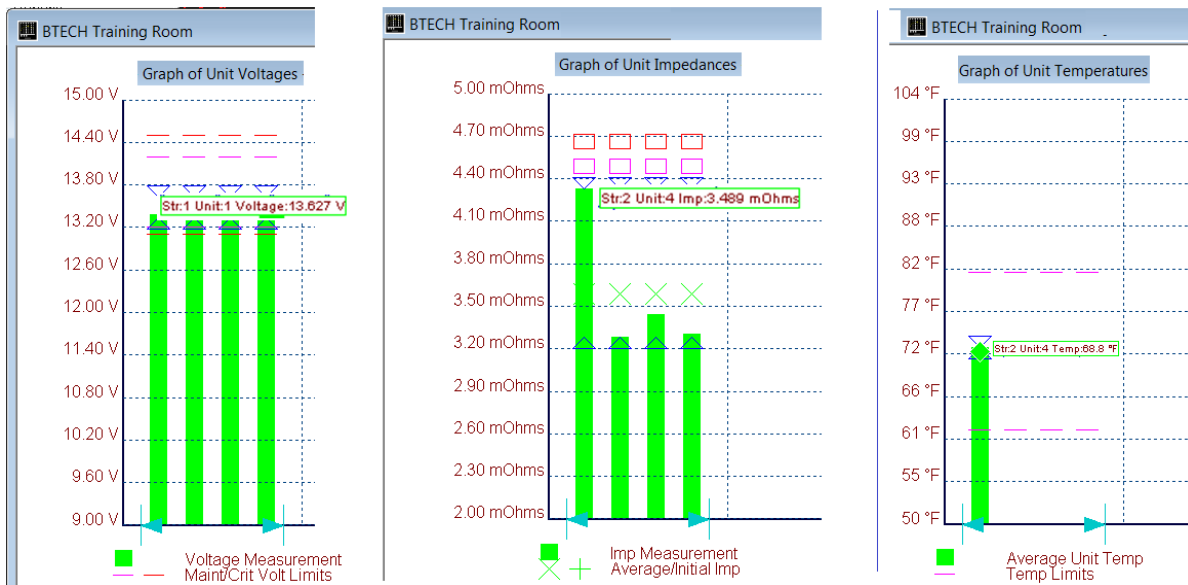 BTECH Training Room
Graph of Unit Voltages
15.00 V
14.40 V
13.80 V
Str:1 Unit:1 Voltage:13.627 V
13.20 V
12.60 V
12.00 V
11.40 V
10.80 V
10.20 V
9.60 V
9.00 V
Voltage Measurement
Maint/Crit Volt Limits
BTECH Training Room
Graph of Unit Impedances
5.00 mOhms
4.70 mOhms
4.40 mOhms
Str:2 Unit:4 Imp:3.489 mOhms
4.10 mOhms
3.80 mOhms
3.50 mOhms
3.20 mOhms
2.90 mOhms
2.60 mOhms
2.30 mOhms
2.00 mOhms
Imp Measurement
Average/Initial Imp
BTECH Training Room
Graph of Unit Temperatures
104 °F
99 °F
93 °F
88 °F
82 °F
77 °F
72 °F
Str:2 Unit:4 Temp:68.8 °F
66 °F
61 °F
55 °F
50 °F
Average Unit Temp
Temp Limits